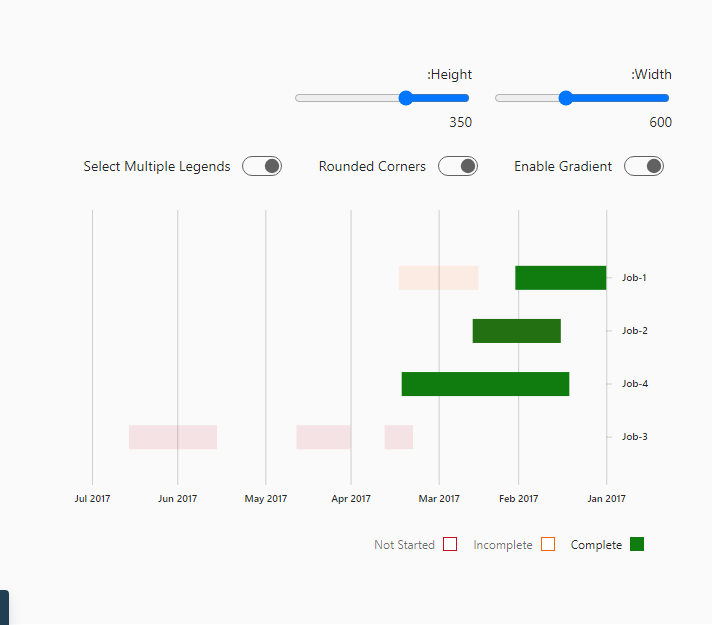 :Height
:Width
350
600
Select Multiple Legends
Rounded Corners
Enable Gradient
Job-1
Job-2
Job-4
Job-3
Jul 2017
Jun 2017
May 2017
Apr 2017
Mar 2017
Feb 2017
Jan 2017
Not Started
Incomplete
Complete